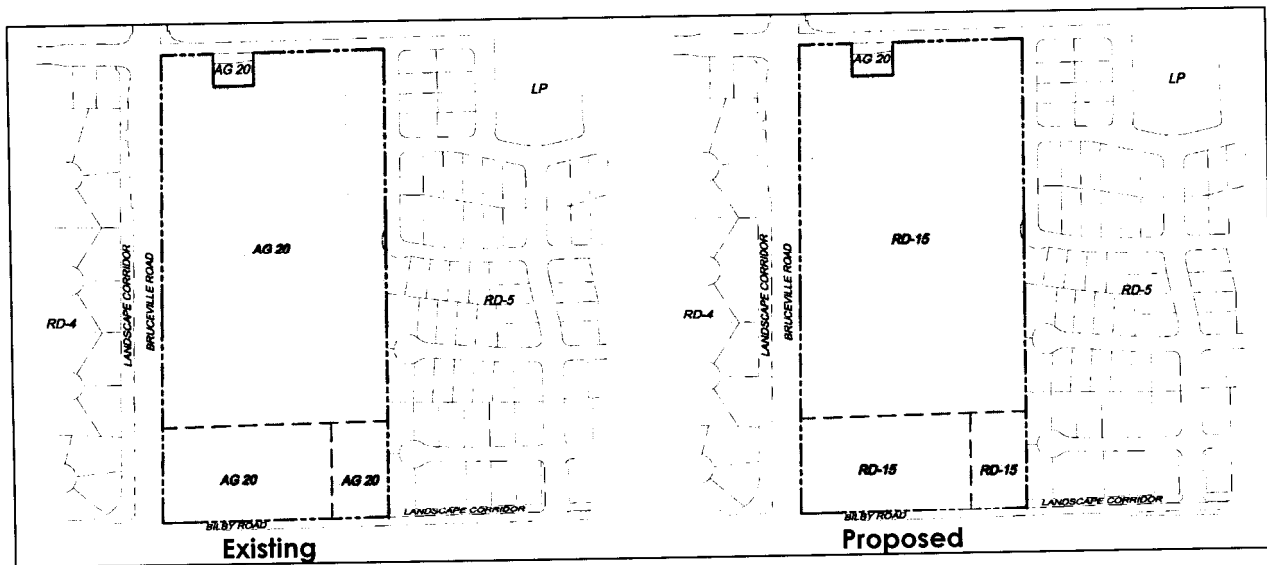 AG 20
LP
AG 20
LANDSCAPE CORRIDOR
BRUCEVILLE ROAD
RD-4
RD-5
AG 20
AG 20
LANDSCAPE CORRIDOR
BILBY ROAD
Existing
AG 20
LP
RD-15
LANDSCAPE CORRIDOR
BRUCEVILLE ROAD
RD-4
RD-5
RD-15
RD-15
LANDSCAPE CORRIDOR
BILBY ROAD
Proposed